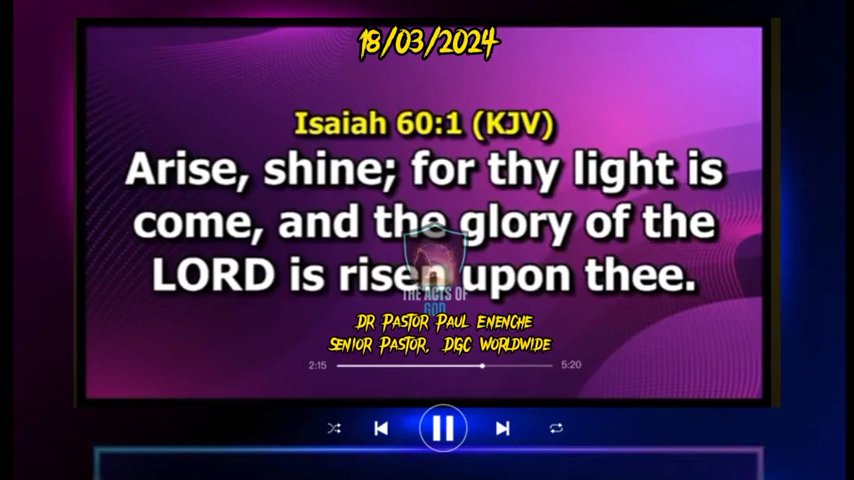 18/03/2024
Isaiah 60:1 (KJV)
Arise, shine; for thy light is
come, and the glory of the
LORD is risen upon thee.
THE ACTS OF
GOD
DR PASTOR PAUL ENENCHE
SENIOR PASTOR, DIGC WORLDWIDE
2:15 5:20